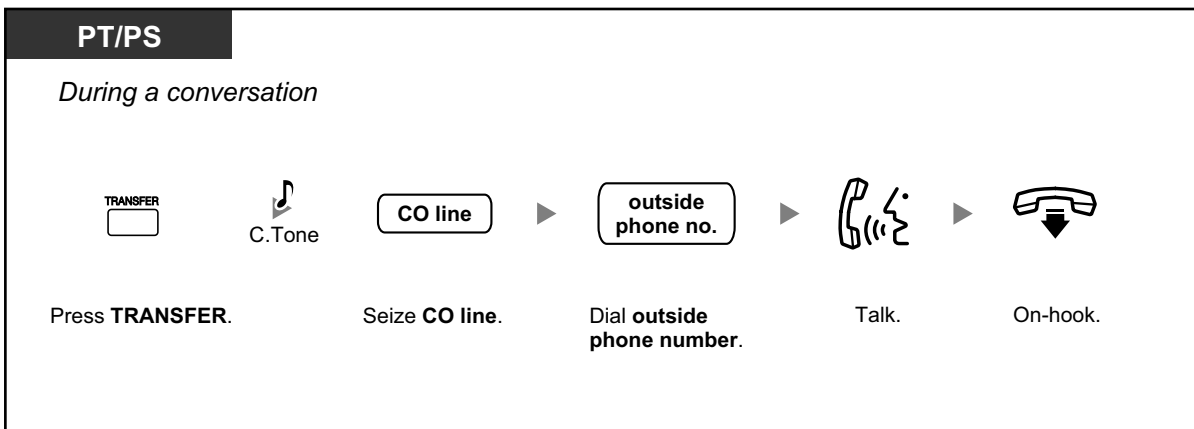 PT/PS
During a conversation
TRANSFER
C.Tone
CO line
outside
phone no.
Press TRANSFER.
Seize CO line.
Dial outside
phone number.
Talk.
On-hook.